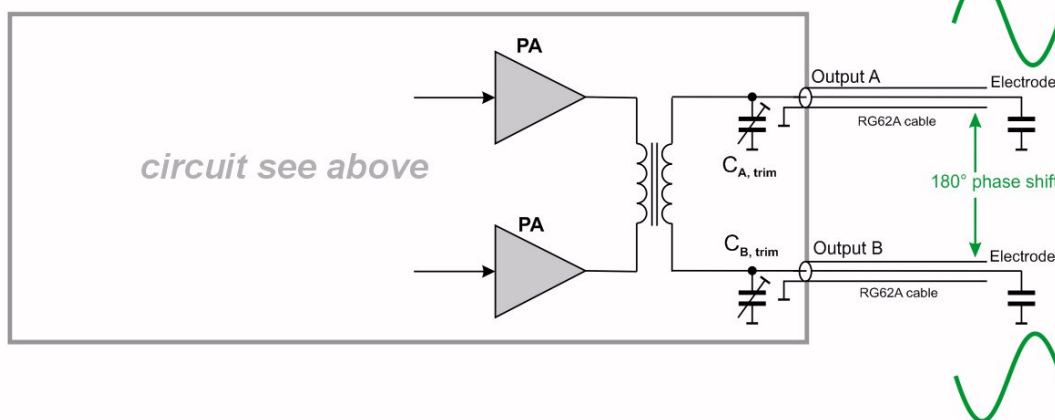 PA
Output A
Electrode
RG62A cable
circuit see above
C_A, trim
180° phase shift
PA
C_B, trim
Output B
Electrode
RG62A cable